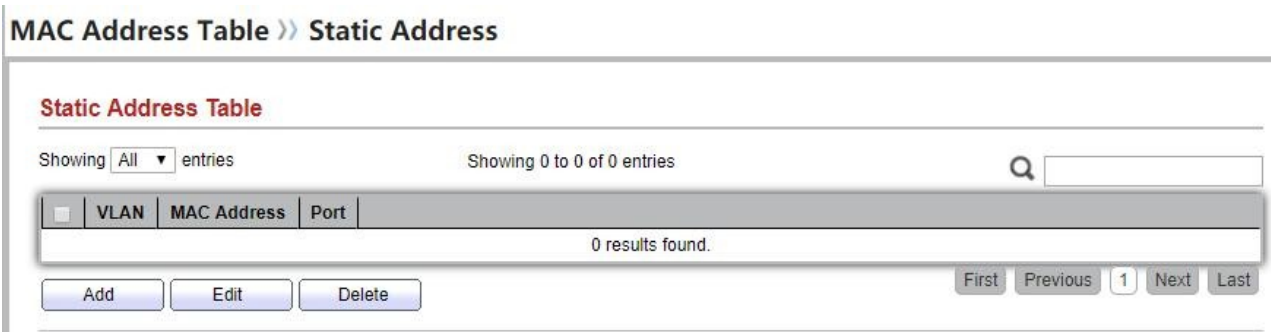 MAC Address Table 》 Static Address
Static Address Table
Showing All ▼ entries Showing 0 to 0 of 0 entries
VLAN MAC Address Port
0 results found.
Add Edit Delete First Previous 1 Next Last